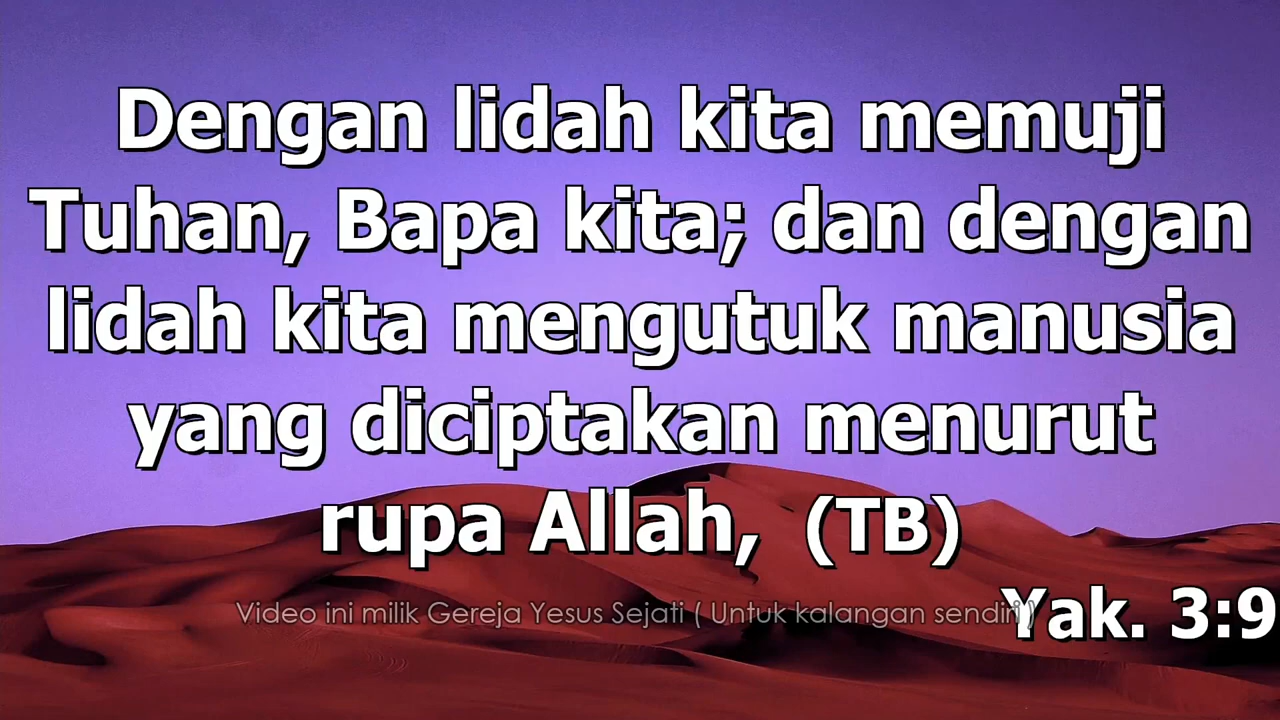 Dengan lidah kita memuji
Tuhan, Bapa kita; dan dengan
lidah kita mengutuk manusia
yang diciptakan menurut
rupa Allah, (TB)
Yak. 3:9
Video ini milik Gereja Yesus Sejati ( Untuk kalangan sendiri )